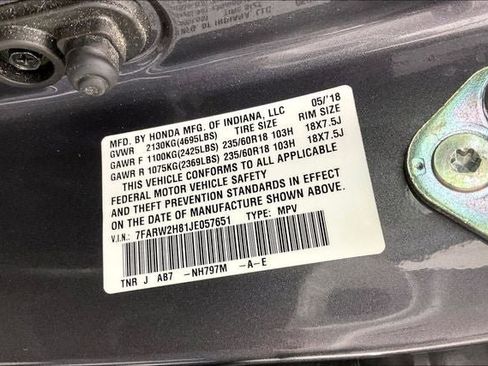 MFD. BY HONDA MFG. OF INDIANA, LLC 05/'18
GVWR 2130KG(4695LBS) TIRE SIZE RIM SIZE
GAWR F 1100KG(2425LBS) 235/60R18 103H 18X7.5J
GAWR R 1075KG(2369LBS) 235/60R18 103H 18X7.5J
THIS VEHICLE CONFORMS TO ALL APPLICABLE
FEDERAL MOTOR VEHICLE SAFETY
AND THEFT PREVENTION STANDARDS IN EFFECT
ON THE DATE OF MANUFACTURE SHOWN ABOVE.
V.I.N.: 7FARW2H81JE057651 TYPE: MPV
TNR J AB7 -NH797M -A-E